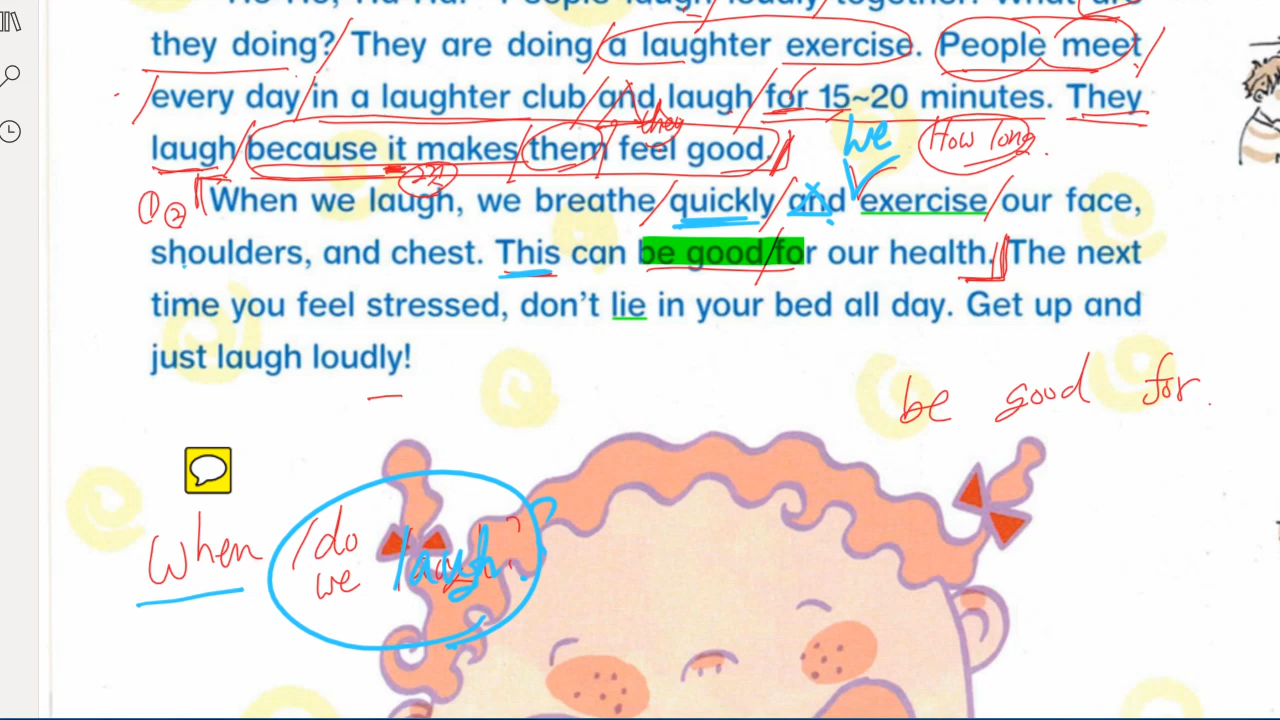 Ho Ho, Ha Ha! People laugh loudly together! What are
they doing? They are doing a laughter exercise. People meet
every day in a laughter club and laugh for 15~20 minutes. They
they
we
How long
laugh because it makes them feel good.
① ② When we laugh, we breathe quickly and exercise our face,
shoulders, and chest. This can be good for our health. The next
time you feel stressed, don't lie in your bed all day. Get up and
just laugh loudly!
be good for.
When do we laugh?